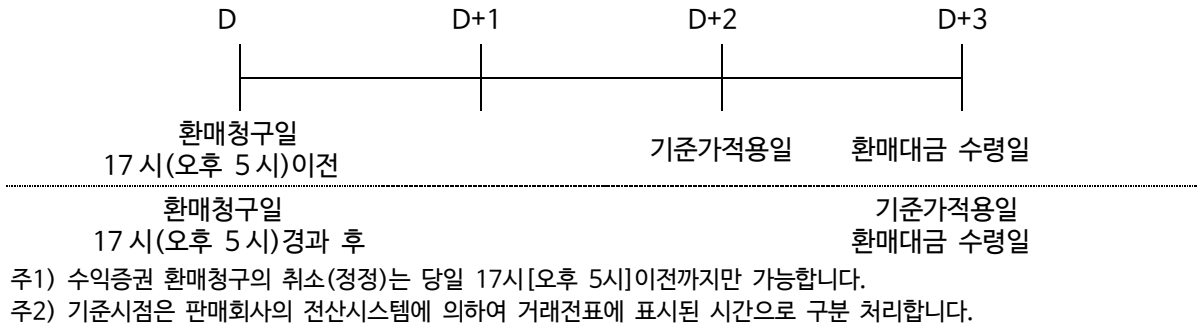 D D+1 D+2 D+3
환매청구일
17시(오후 5시)이전 기준가적용일 환매대금 수령일
환매청구일 기준가적용일
17시(오후 5시)경과 후 환매대금 수령일
주1) 수익증권 환매청구의 취소(정정)는 당일 17시[오후 5시]이전까지만 가능합니다.
주2) 기준시점은 판매회사의 전산시스템에 의하여 거래전표에 표시된 시간으로 구분 처리합니다.